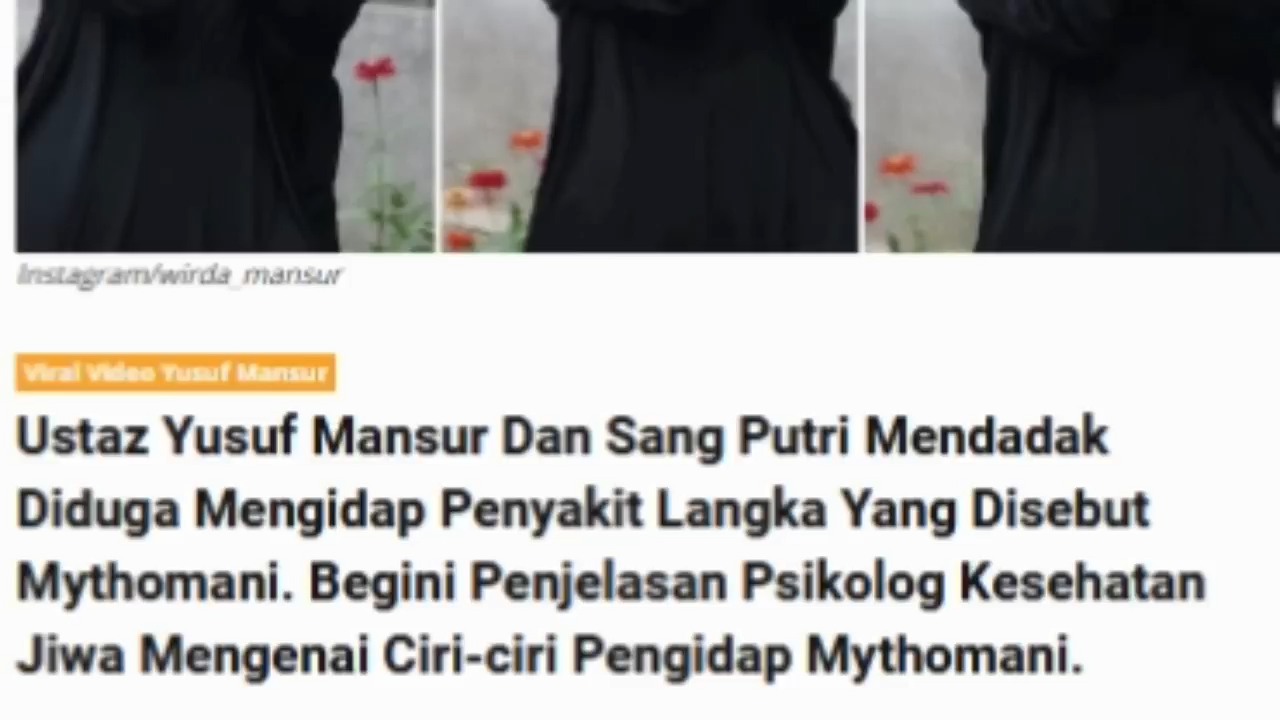 Instagram/wirda_mansur
Viral Video Yusuf Mansur
Ustaz Yusuf Mansur Dan Sang Putri Mendadak
Diduga Mengidap Penyakit Langka Yang Disebut
Mythomani. Begini Penjelasan Psikolog Kesehatan
Jiwa Mengenai Ciri-ciri Pengidap Mythomani.